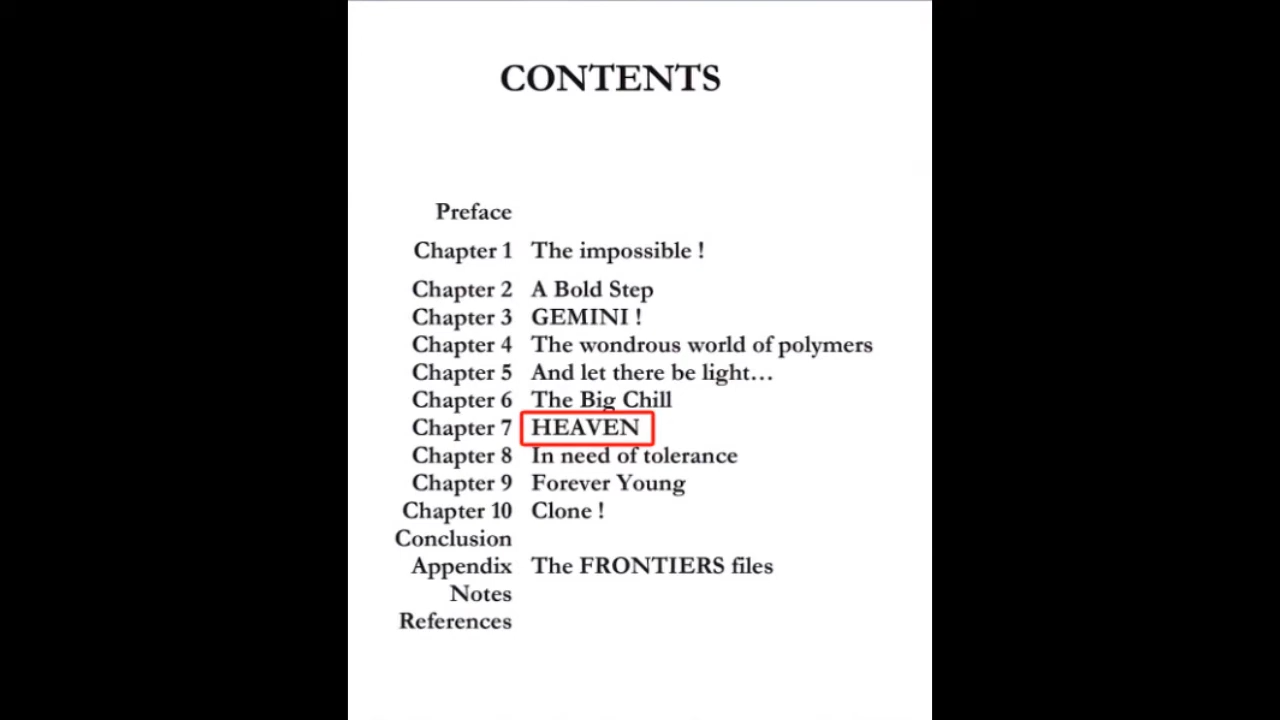 CONTENTS
Preface
Chapter 1 The impossible !
Chapter 2 A Bold Step
Chapter 3 GEMINI !
Chapter 4 The wondrous world of polymers
Chapter 5 And let there be light…
Chapter 6 The Big Chill
Chapter 7 HEAVEN
Chapter 8 In need of tolerance
Chapter 9 Forever Young
Chapter 10 Clone !
Conclusion
Appendix The FRONTIERS files
Notes
References